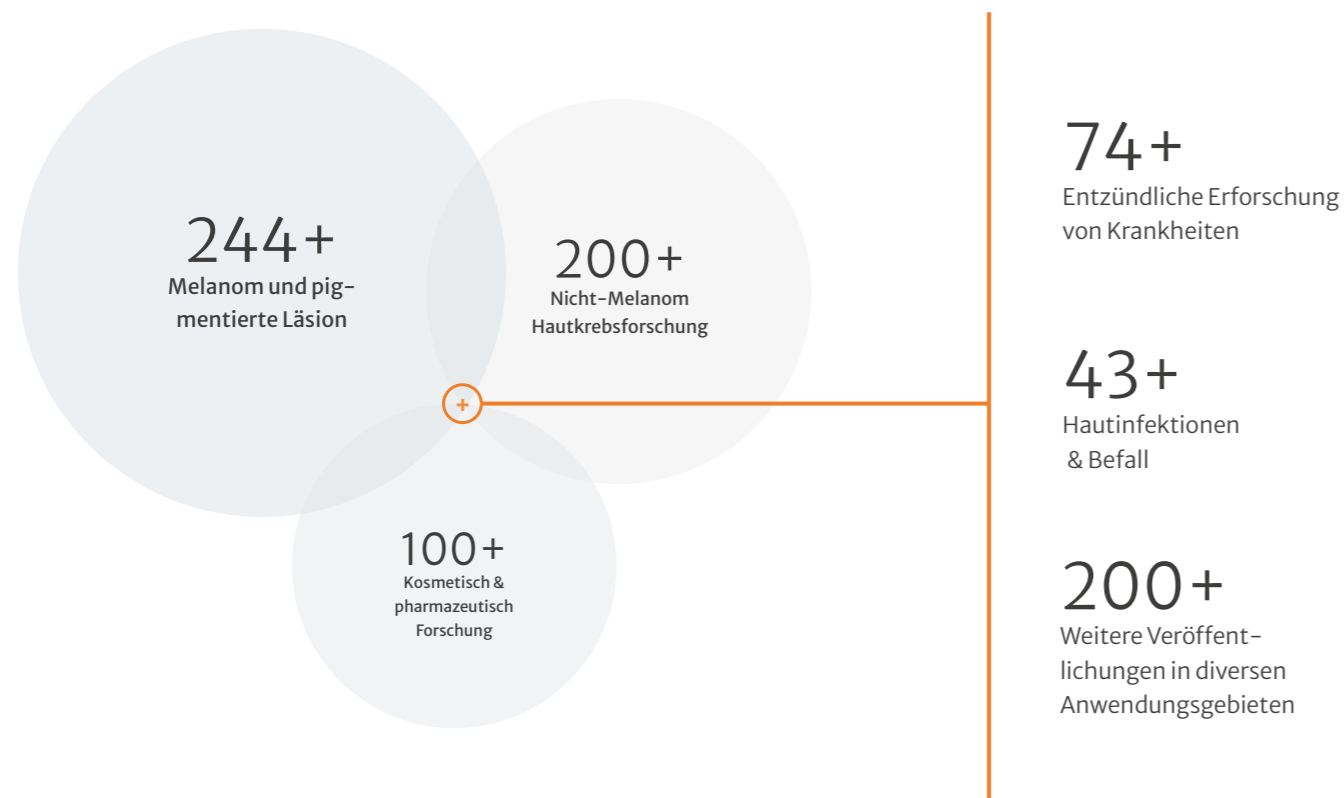 244+
Melanom und pig-
mentierte Läsion
200+
Nicht-Melanom
Hautkrebsforschung
+
100+
Kosmetisch &
pharmazeutisch
Forschung
74+
Entzündliche Erforschung
von Krankheiten
43+
Hautinfektionen
& Befall
200+
Weitere Veröffent-
lichungen in diversen
Anwendungsgebieten